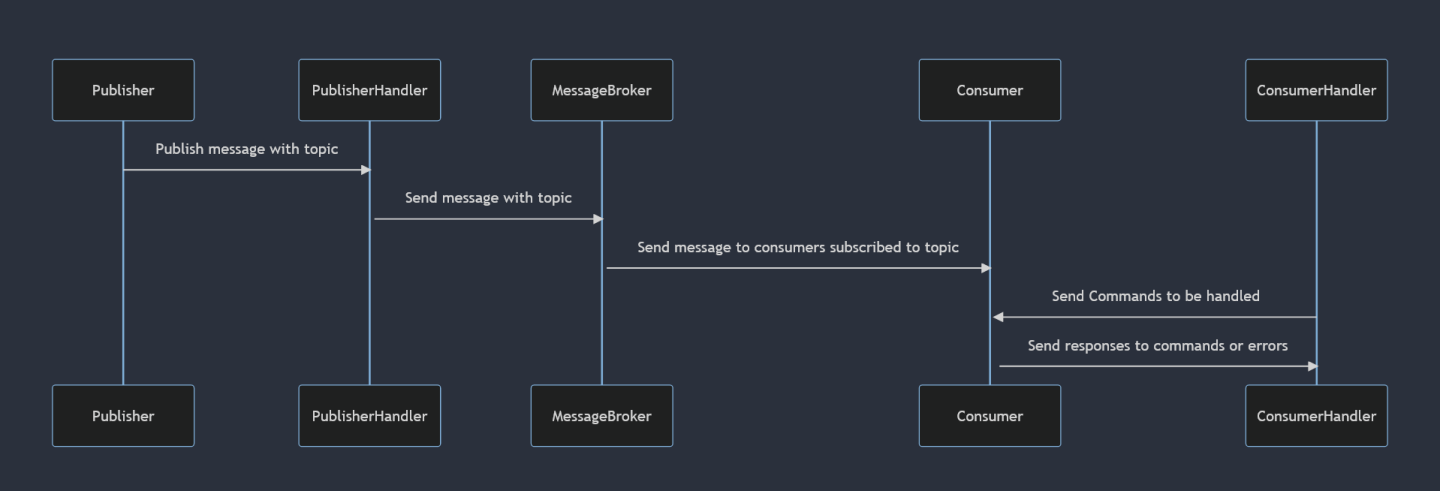 Publisher
PublisherHandler
MessageBroker
Consumer
ConsumerHandler
Publish message with topic
Send message with topic
Send message to consumers subscribed to topic
Send Commands to be handled
Send responses to commands or errors
Publisher
PublisherHandler
MessageBroker
Consumer
ConsumerHandler